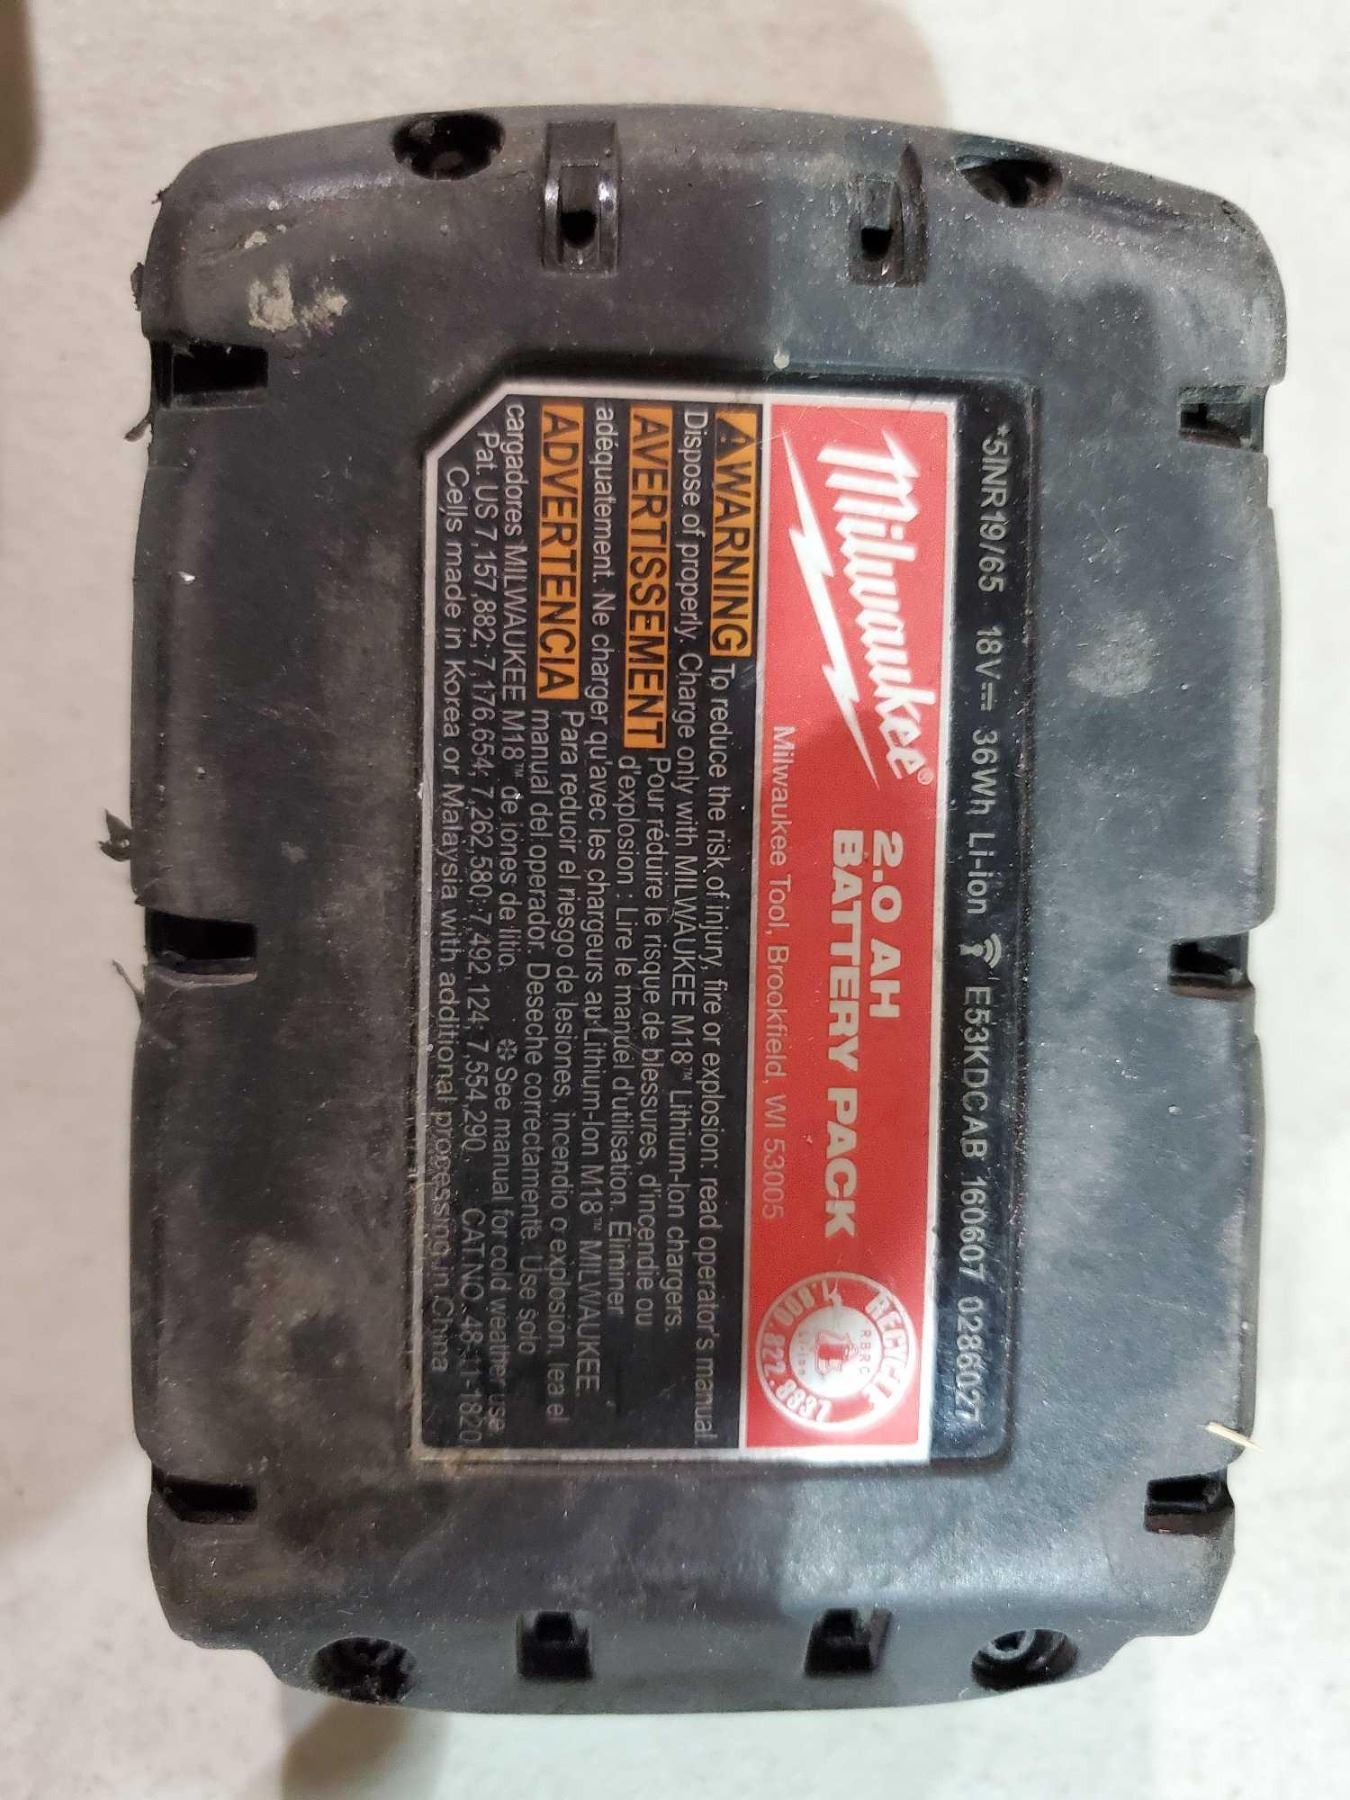 *5INR19/65 18V⎓ 36Wh Li-Ion E53KDCAB 160607 0286027
Milwaukee®
2.0 AH
BATTERY PACK
Milwaukee Tool, Brookfield, WI 53005
RECYCLE
RBRC
Li-Ion
1.800.822.8837
WARNING To reduce the risk of injury, fire or explosion: read operator's manual.
Dispose of properly. Charge only with MILWAUKEE M18™ Lithium-Ion chargers.
AVERTISSEMENT Pour réduire le risque de blessures, d'incendie ou
d'explosion : Lire le manuel d'utilisation. Éliminer
adéquatement. Ne charger qu'avec les chargeurs au Lithium-Ion M18™ MILWAUKEE.
ADVERTENCIA Para reducir el riesgo de lesiones, incendio o explosión, lea el
manual del operador. Deseche correctamente. Use solo
cargadores MILWAUKEE M18™ de iones de litio. See manual for cold weather use
Pat. US 7,157,882; 7,176,654; 7,262,580; 7,492,124; 7,554,290. CAT.NO. 48-11-1820
Cells made in Korea or Malaysia with additional processing in China